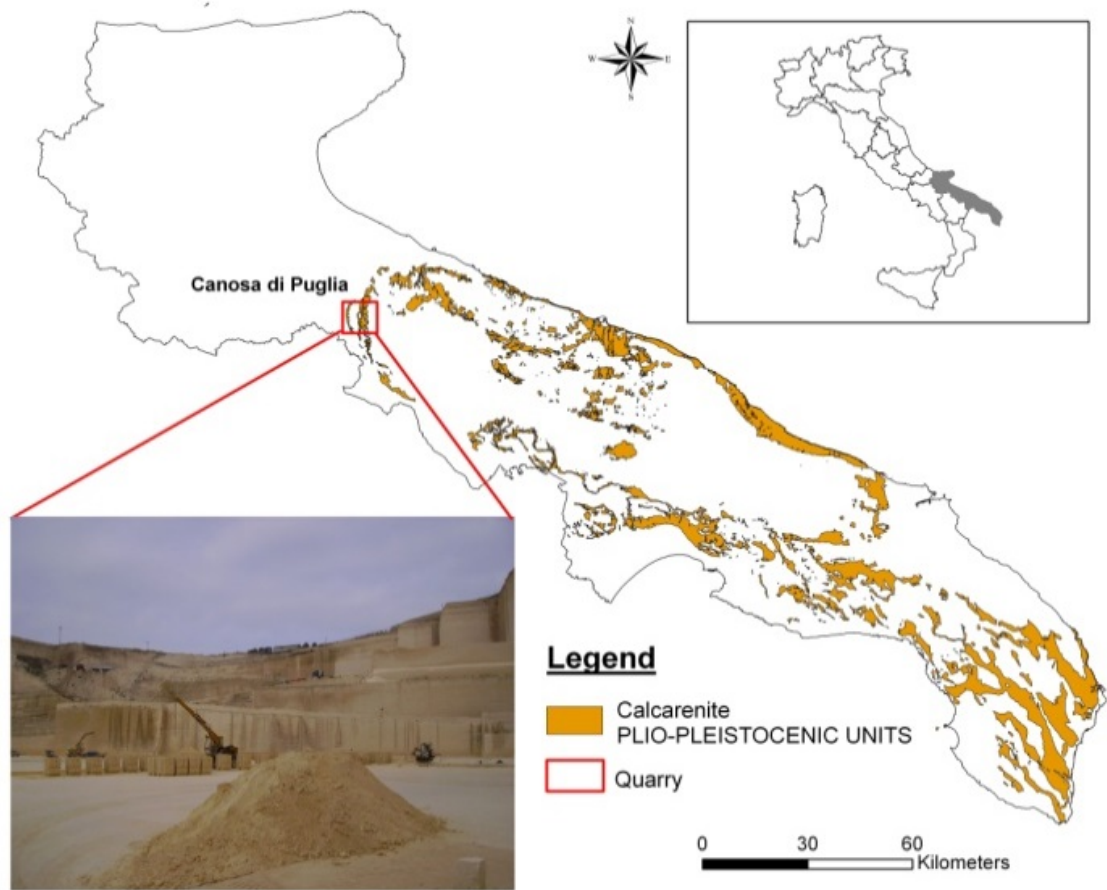 N
W
E
N
Canosa di Puglia
Legend
Calcarenite
PLIO-PLEISTOCENIC UNITS
Quarry
0
30
60
Kilometers